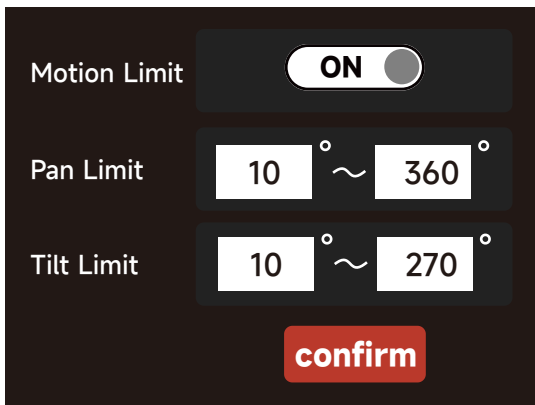 Motion Limit ON
Pan Limit 10° ～ 360°
Tilt Limit 10° ～ 270°
confirm